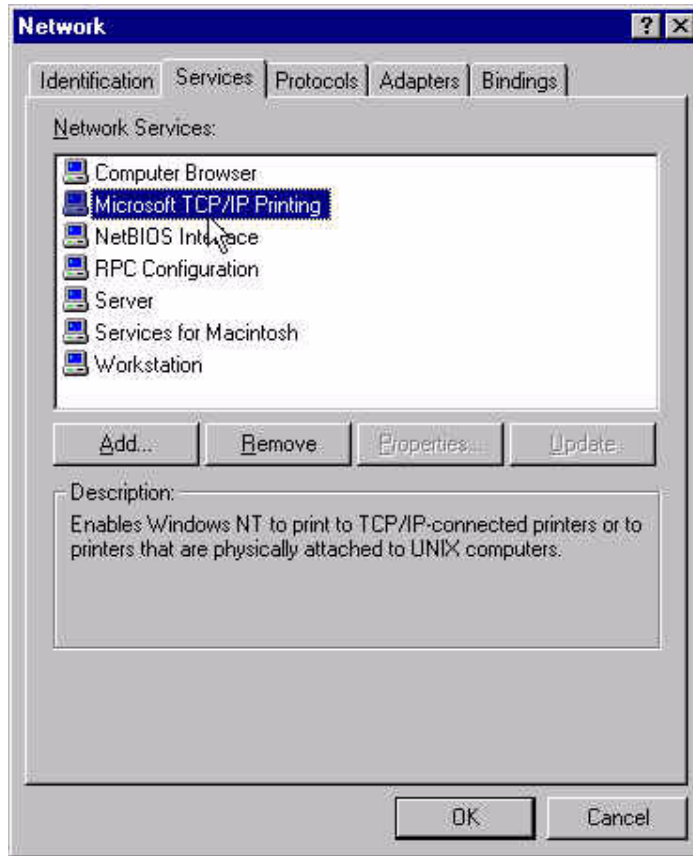 Network
Identification Services Protocols Adapters Bindings
Network Services:
Computer Browser
Microsoft TCP/IP Printing
NetBIOS Interface
RPC Configuration
Server
Services for Macintosh
Workstation
Add... Remove Properties... Update
Description:
Enables Windows NT to print to TCP/IP-connected printers or to
printers that are physically attached to UNIX computers.
OK Cancel